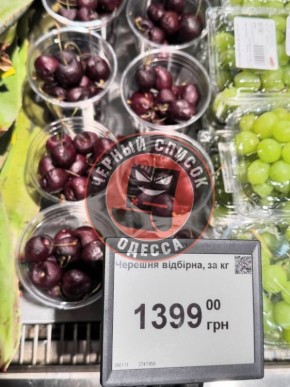 ЧЕРНЫЙ СПИСОК
ОДЕССА
Черешня відбірна, за кг
1399 00
грн